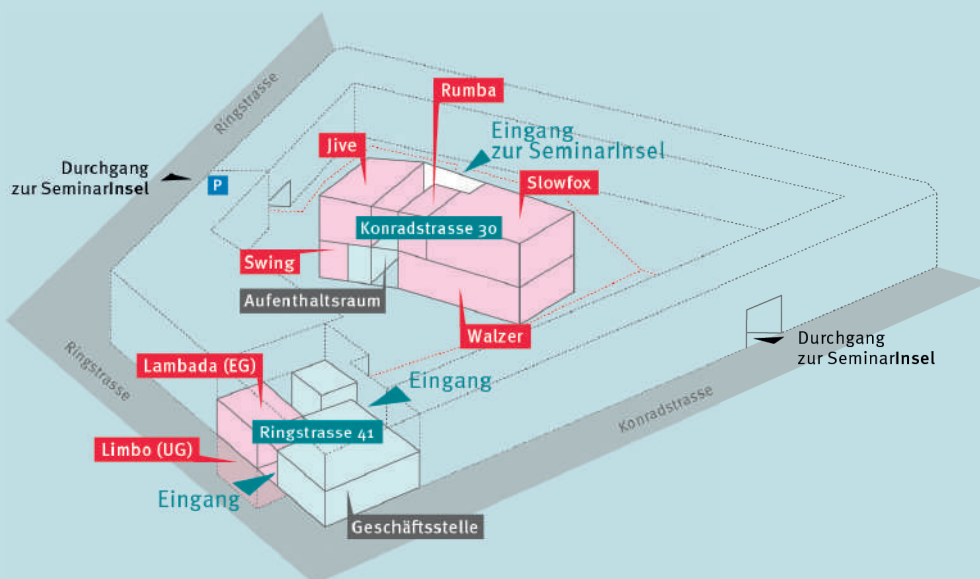 Ringstrasse
Rumba
Eingang
zur SeminarInsel
Jive
Durchgang
zur SeminarInsel
P
Slowfox
Konradstrasse 30
Swing
Aufenthaltsraum
Walzer
Durchgang
zur SeminarInsel
Ringstrasse
Lambada (EG)
Eingang
Konradstrasse
Ringstrasse 41
Limbo (UG)
Eingang
Geschäftsstelle